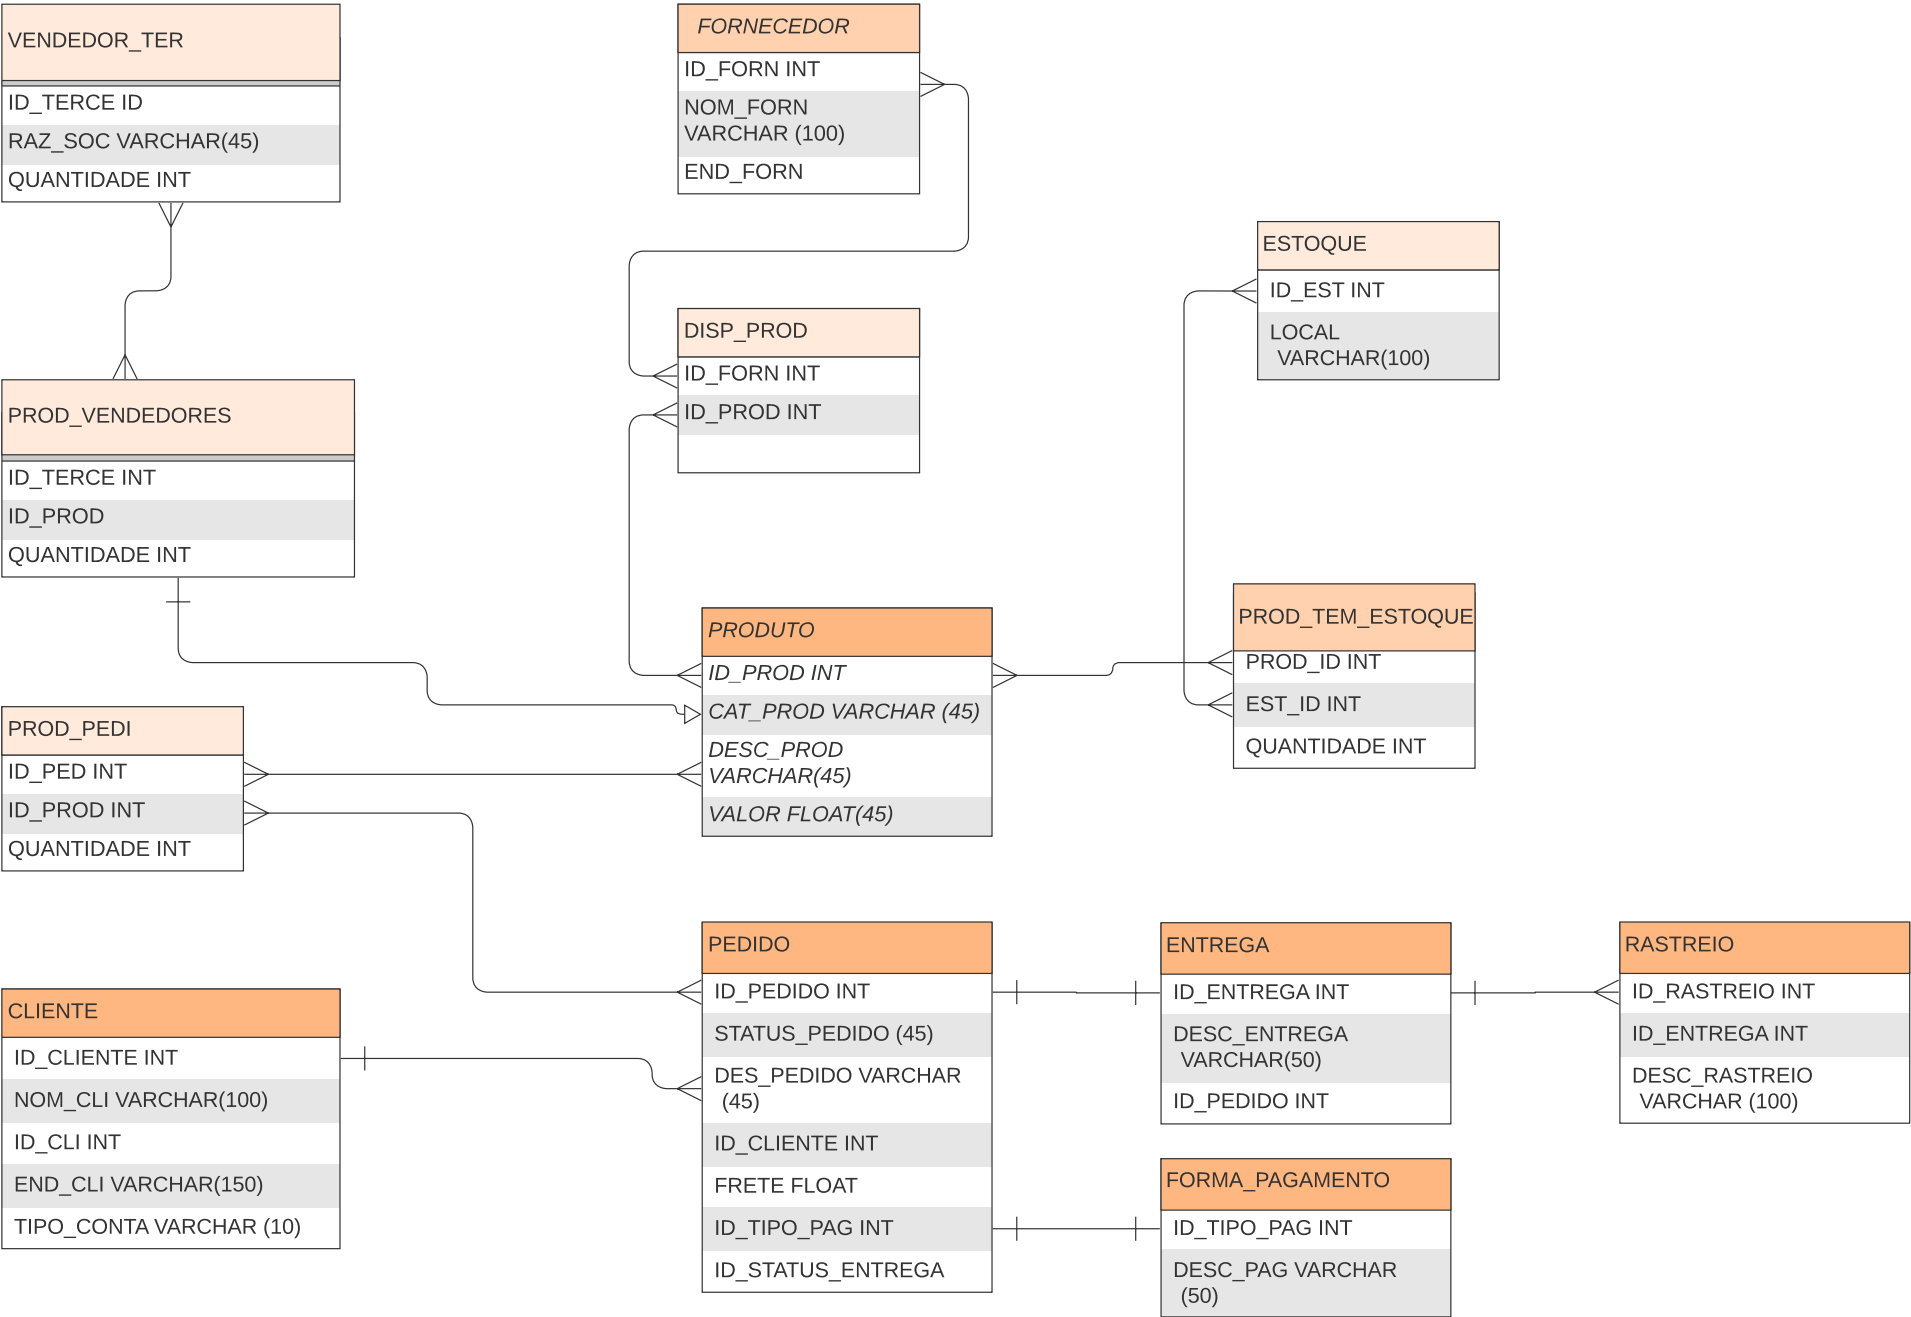 VENDEDOR_TER
ID_TERCE ID
RAZ_SOC VARCHAR(45)
QUANTIDADE INT
FORNECEDOR
ID_FORN INT
NOM_FORN
VARCHAR (100)
END_FORN
ESTOQUE
ID_EST INT
LOCAL
VARCHAR(100)
DISP_PROD
ID_FORN INT
ID_PROD INT
PROD_VENDEDORES
ID_TERCE INT
ID_PROD
QUANTIDADE INT
PRODUTO
ID_PROD INT
CAT_PROD VARCHAR (45)
DESC_PROD
VARCHAR(45)
VALOR FLOAT(45)
PROD_TEM_ESTOQUE
PROD_ID INT
EST_ID INT
QUANTIDADE INT
PROD_PEDI
ID_PED INT
ID_PROD INT
QUANTIDADE INT
CLIENTE
ID_CLIENTE INT
NOM_CLI VARCHAR(100)
ID_CLI INT
END_CLI VARCHAR(150)
TIPO_CONTA VARCHAR (10)
PEDIDO
ID_PEDIDO INT
STATUS_PEDIDO (45)
DES_PEDIDO VARCHAR
(45)
ID_CLIENTE INT
FRETE FLOAT
ID_TIPO_PAG INT
ID_STATUS_ENTREGA
ENTREGA
ID_ENTREGA INT
DESC_ENTREGA
VARCHAR(50)
ID_PEDIDO INT
RASTREIO
ID_RASTREIO INT
ID_ENTREGA INT
DESC_RASTREIO
VARCHAR (100)
FORMA_PAGAMENTO
ID_TIPO_PAG INT
DESC_PAG VARCHAR
(50)